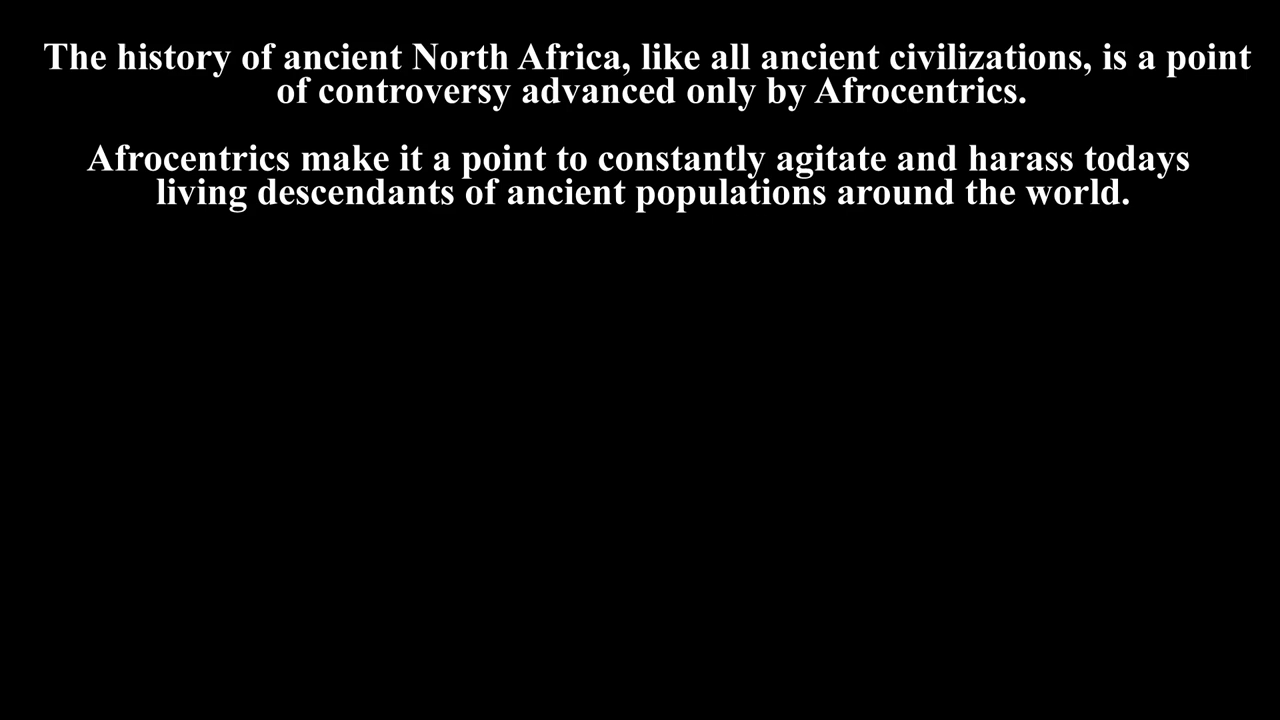 The history of ancient North Africa, like all ancient civilizations, is a point
of controversy advanced only by Afrocentrics.
Afrocentrics make it a point to constantly agitate and harass todays
living descendants of ancient populations around the world.